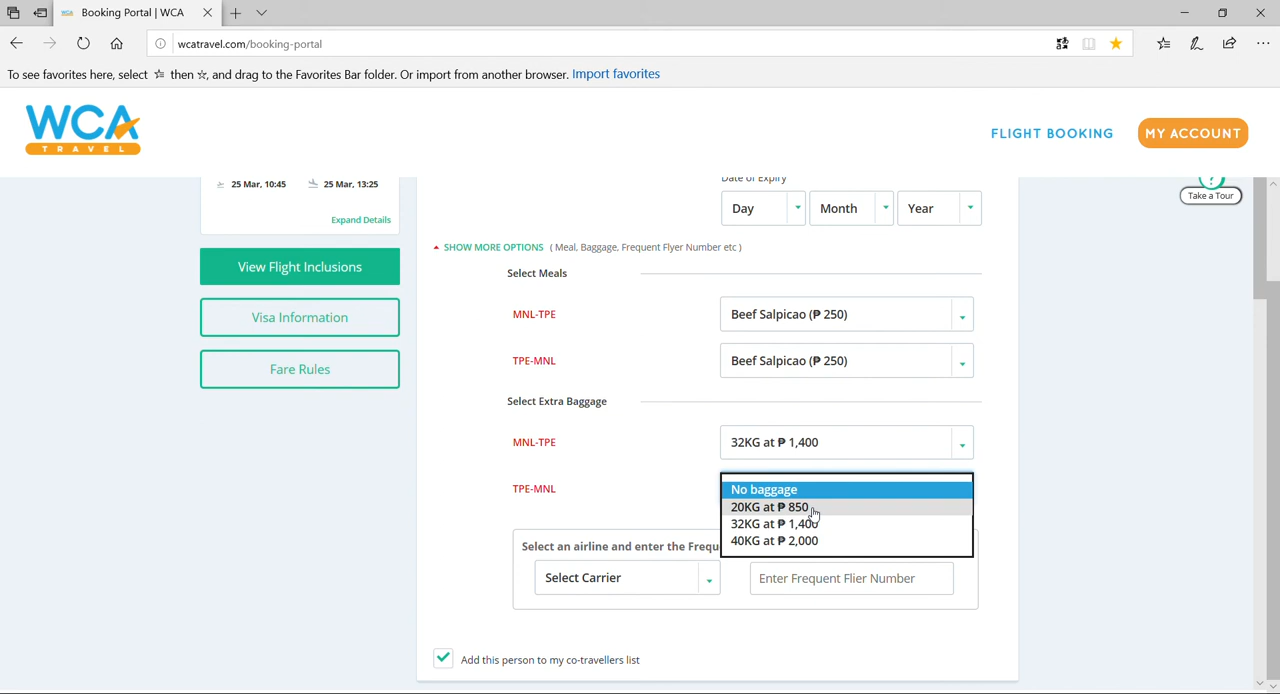 Booking Portal | WCA
wcatravel.com/booking-portal
To see favorites here, select then, and drag to the Favorites Bar folder. Or import from another browser. Import favorites
WCA
TRAVEL
FLIGHT BOOKING
MY ACCOUNT
25 Mar, 10:45
25 Mar, 13:25
Expand Details
View Flight Inclusions
Visa Information
Fare Rules
Date of Expiry
Day
Month
Year
?
Take a Tour
SHOW MORE OPTIONS ( Meal, Baggage, Frequent Flyer Number etc )
Select Meals
MNL-TPE
Beef Salpicao (₱ 250)
TPE-MNL
Beef Salpicao (₱ 250)
Select Extra Baggage
MNL-TPE
32KG at ₱ 1,400
TPE-MNL
No baggage
20KG at ₱ 850
32KG at ₱ 1,400
40KG at ₱ 2,000
Select an airline and enter the Frequ
Select Carrier
Enter Frequent Flier Number
Add this person to my co-travellers list